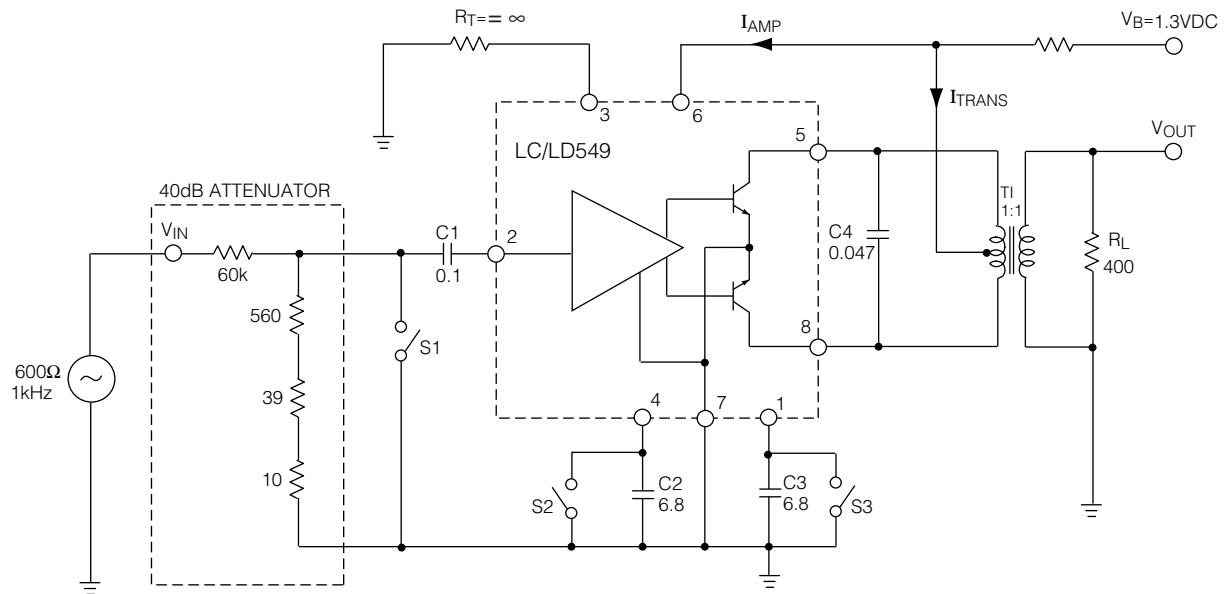 R_T== ∞
I_AMP
V_B=1.3VDC
3
6
I_TRANS
LC/LD549
5
V_OUT
40dB ATTENUATOR
TI
1:1
V_IN
C1
0.1
2
C4
0.047
R_L
400
60k
560
S1
8
600Ω
1kHz
39
4
7
1
10
S2
C2
6.8
C3
6.8
S3